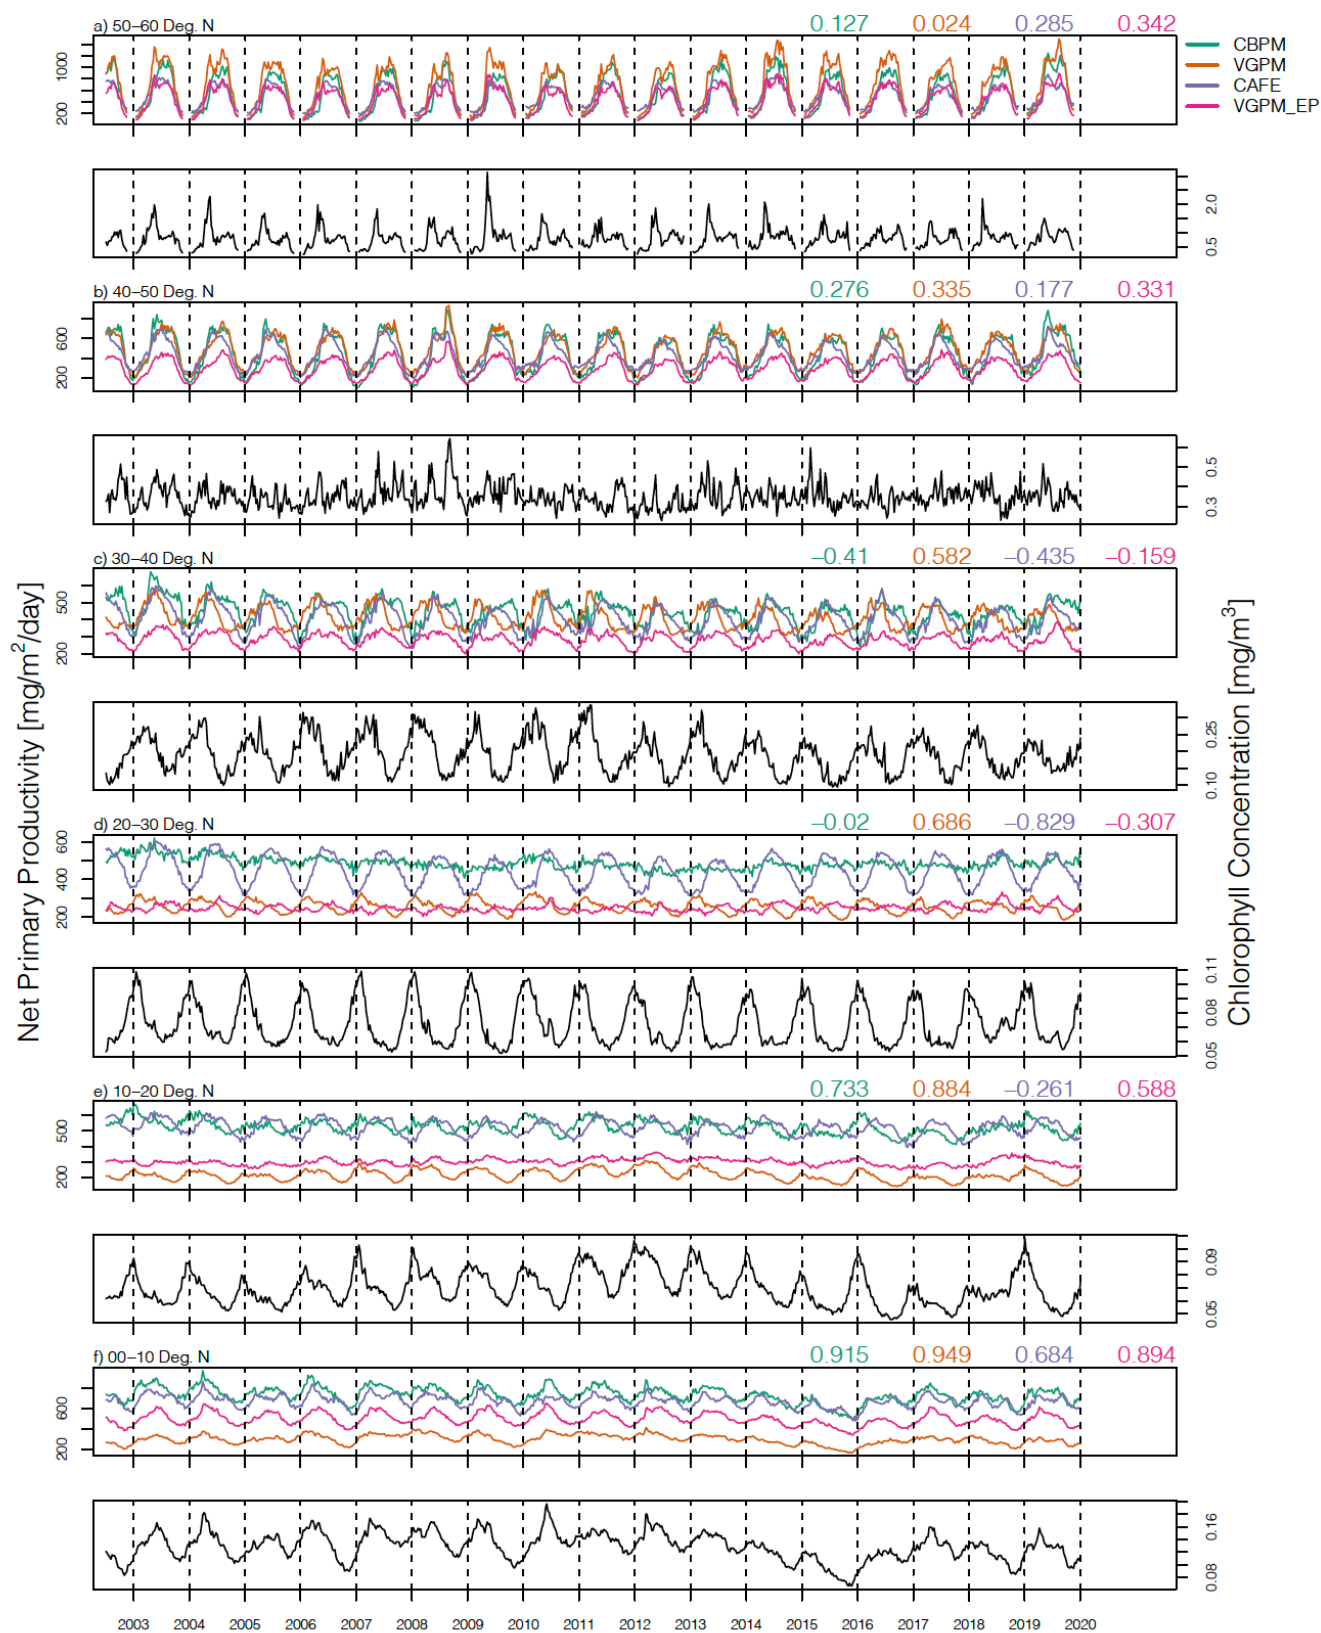 a) 50–60 Deg. N 0.127 0.024 0.285 0.342
CBPM
VGPM
CAFE
VGPM_EP
200 1000
0.5 2.0
b) 40–50 Deg. N 0.276 0.335 0.177 0.331
200 600
0.3 0.5
c) 30–40 Deg. N −0.41 0.582 −0.435 −0.159
200 500
0.10 0.25
d) 20–30 Deg. N −0.02 0.686 −0.829 −0.307
200 400 600
0.05 0.08 0.11
e) 10–20 Deg. N 0.733 0.884 −0.261 0.588
200 500
0.05 0.09
f) 00–10 Deg. N 0.915 0.949 0.684 0.894
200 600
0.08 0.16
2003 2004 2005 2006 2007 2008 2009 2010 2011 2012 2013 2014 2015 2016 2017 2018 2019 2020
Net Primary Productivity [mg/m²/day]
Chlorophyll Concentration [mg/m³]